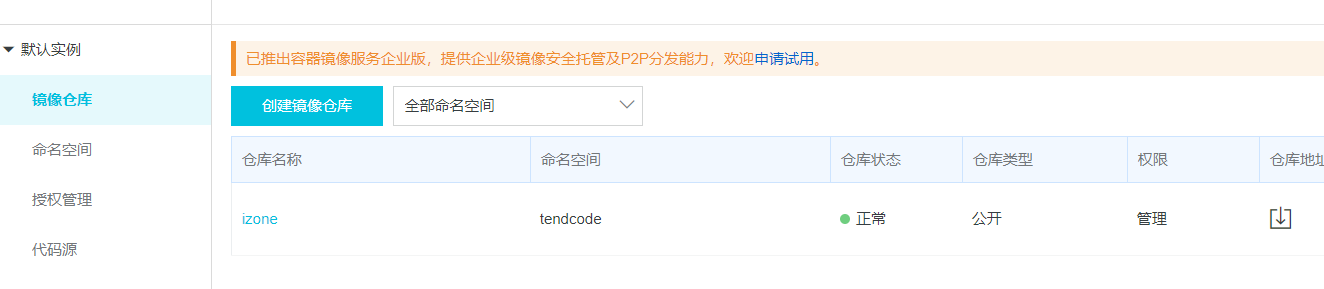 默认实例
镜像仓库
命名空间
授权管理
代码源
已推出容器镜像服务企业版，提供企业级镜像安全托管及P2P分发能力，欢迎申请试用。
创建镜像仓库 全部命名空间
仓库名称 命名空间 仓库状态 仓库类型 权限 仓库地址
izone tendcode 正常 公开 管理